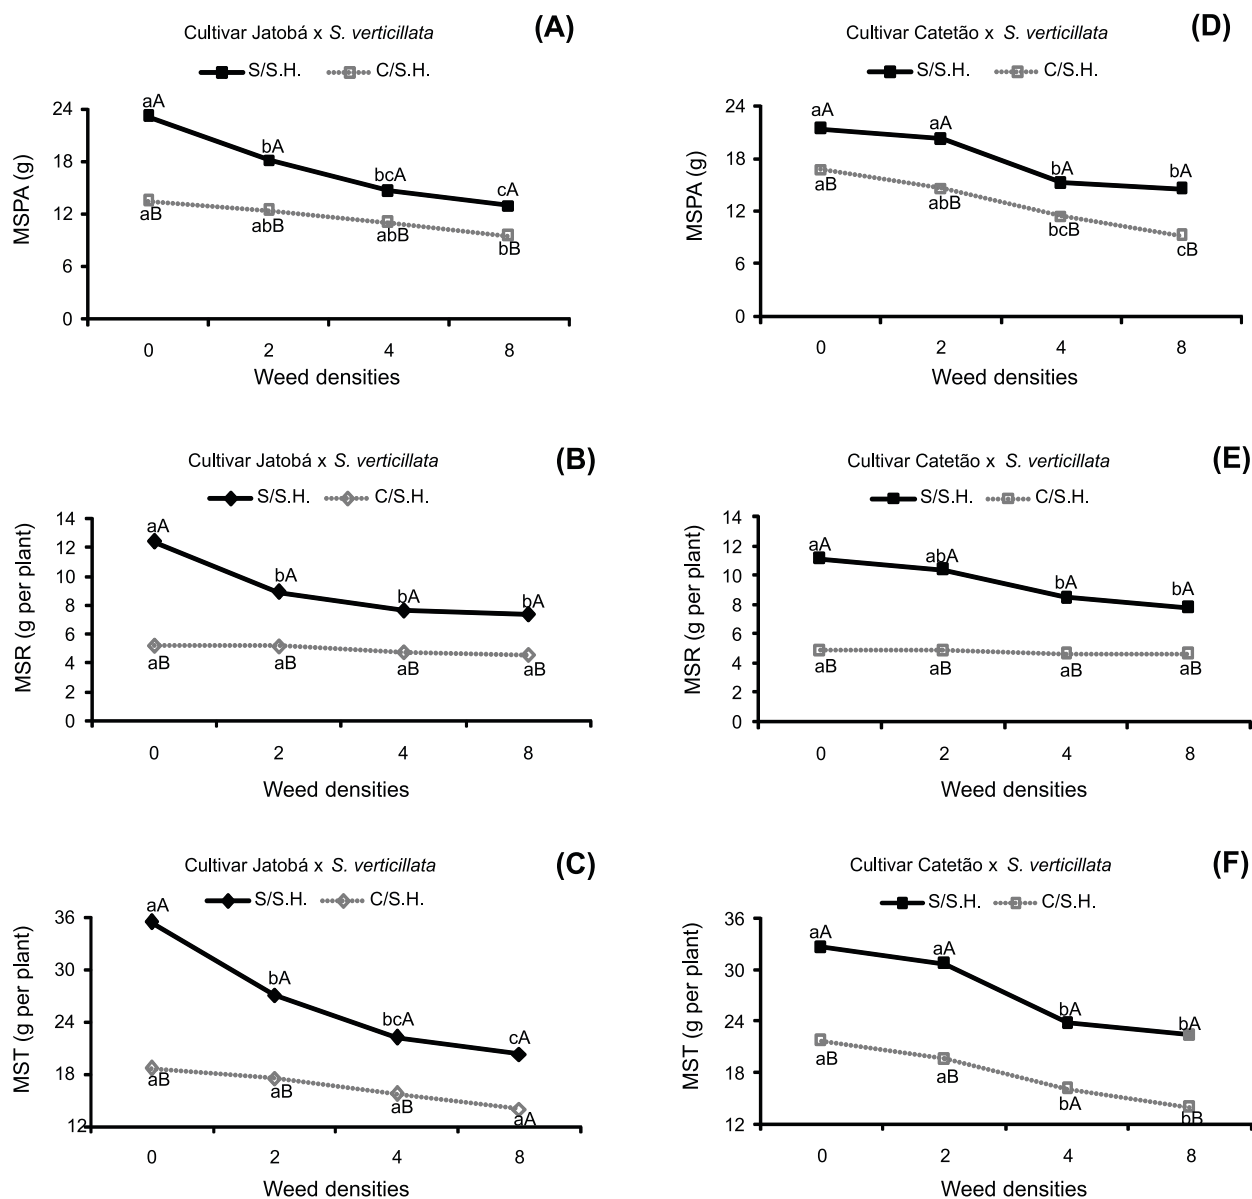 Cultivar Jatobá x S. verticillata
(A)
S/S.H. C/S.H.
MSPA (g)
24
18
12
6
0
aA
bA
bcA
cA
aB
abB
abB
bB
0 2 4 8
Weed densities
Cultivar Catetão x S. verticillata
(D)
S/S.H. C/S.H.
MSPA (g)
24
18
12
6
0
aA
aA
bA
bA
aB
abB
bcB
cB
0 2 4 8
Weed densities
Cultivar Jatobá x S. verticillata
(B)
S/S.H. C/S.H.
MSR (g per plant)
14
12
10
8
6
4
2
0
aA
bA
bA
bA
aB
aB
aB
aB
0 2 4 8
Weed densities
Cultivar Catetão x S. verticillata
(E)
S/S.H. C/S.H.
MSR (g per plant)
14
12
10
8
6
4
2
0
aA
abA
bA
bA
aB
aB
aB
aB
0 2 4 8
Weed densities
Cultivar Jatobá x S. verticillata
(C)
S/S.H. C/S.H.
MST (g per plant)
36
30
24
18
12
aA
bA
bcA
cA
aB
aB
aB
aA
0 2 4 8
Weed densities
Cultivar Catetão x S. verticillata
(F)
S/S.H. C/S.H.
MST (g per plant)
36
30
24
18
12
aA
aA
bA
bA
aB
aB
bA
bB
0 2 4 8
Weed densities